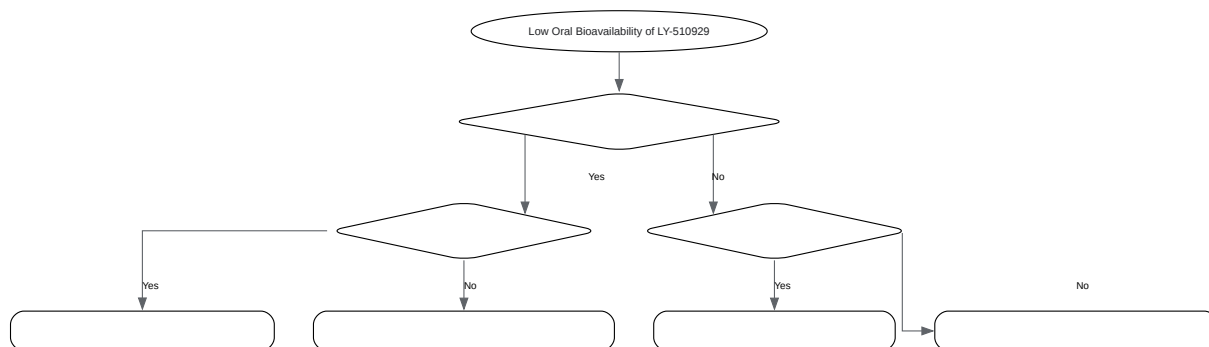 Low Oral Bioavailability of LY-510929
Yes
No
Yes
No
Yes
No